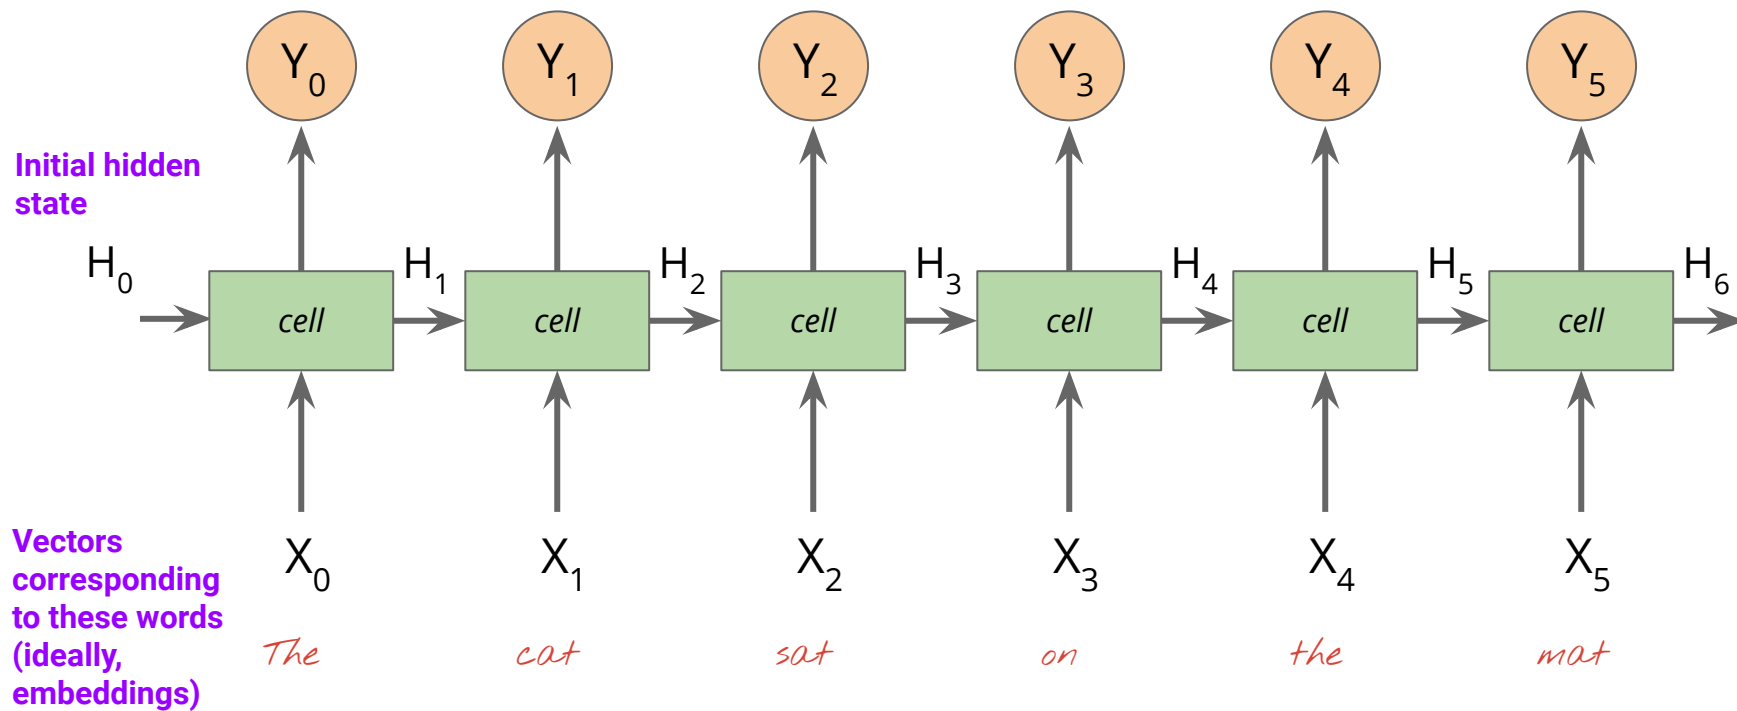 Y0 Y1 Y2 Y3 Y4 Y5
Initial hidden
state
H0 H1 H2 H3 H4 H5 H6
cell cell cell cell cell cell
Vectors
corresponding
to these words
(ideally,
embeddings)
X0 X1 X2 X3 X4 X5
The cat sat on the mat